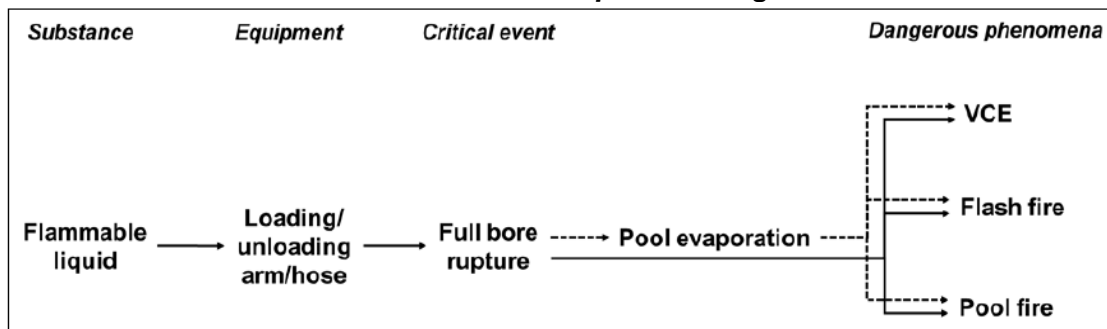 Substance Equipment Critical event Dangerous phenomena
VCE
Flammable liquid
Loading/ unloading arm/hose
Full bore rupture
Pool evaporation
Flash fire
Pool fire